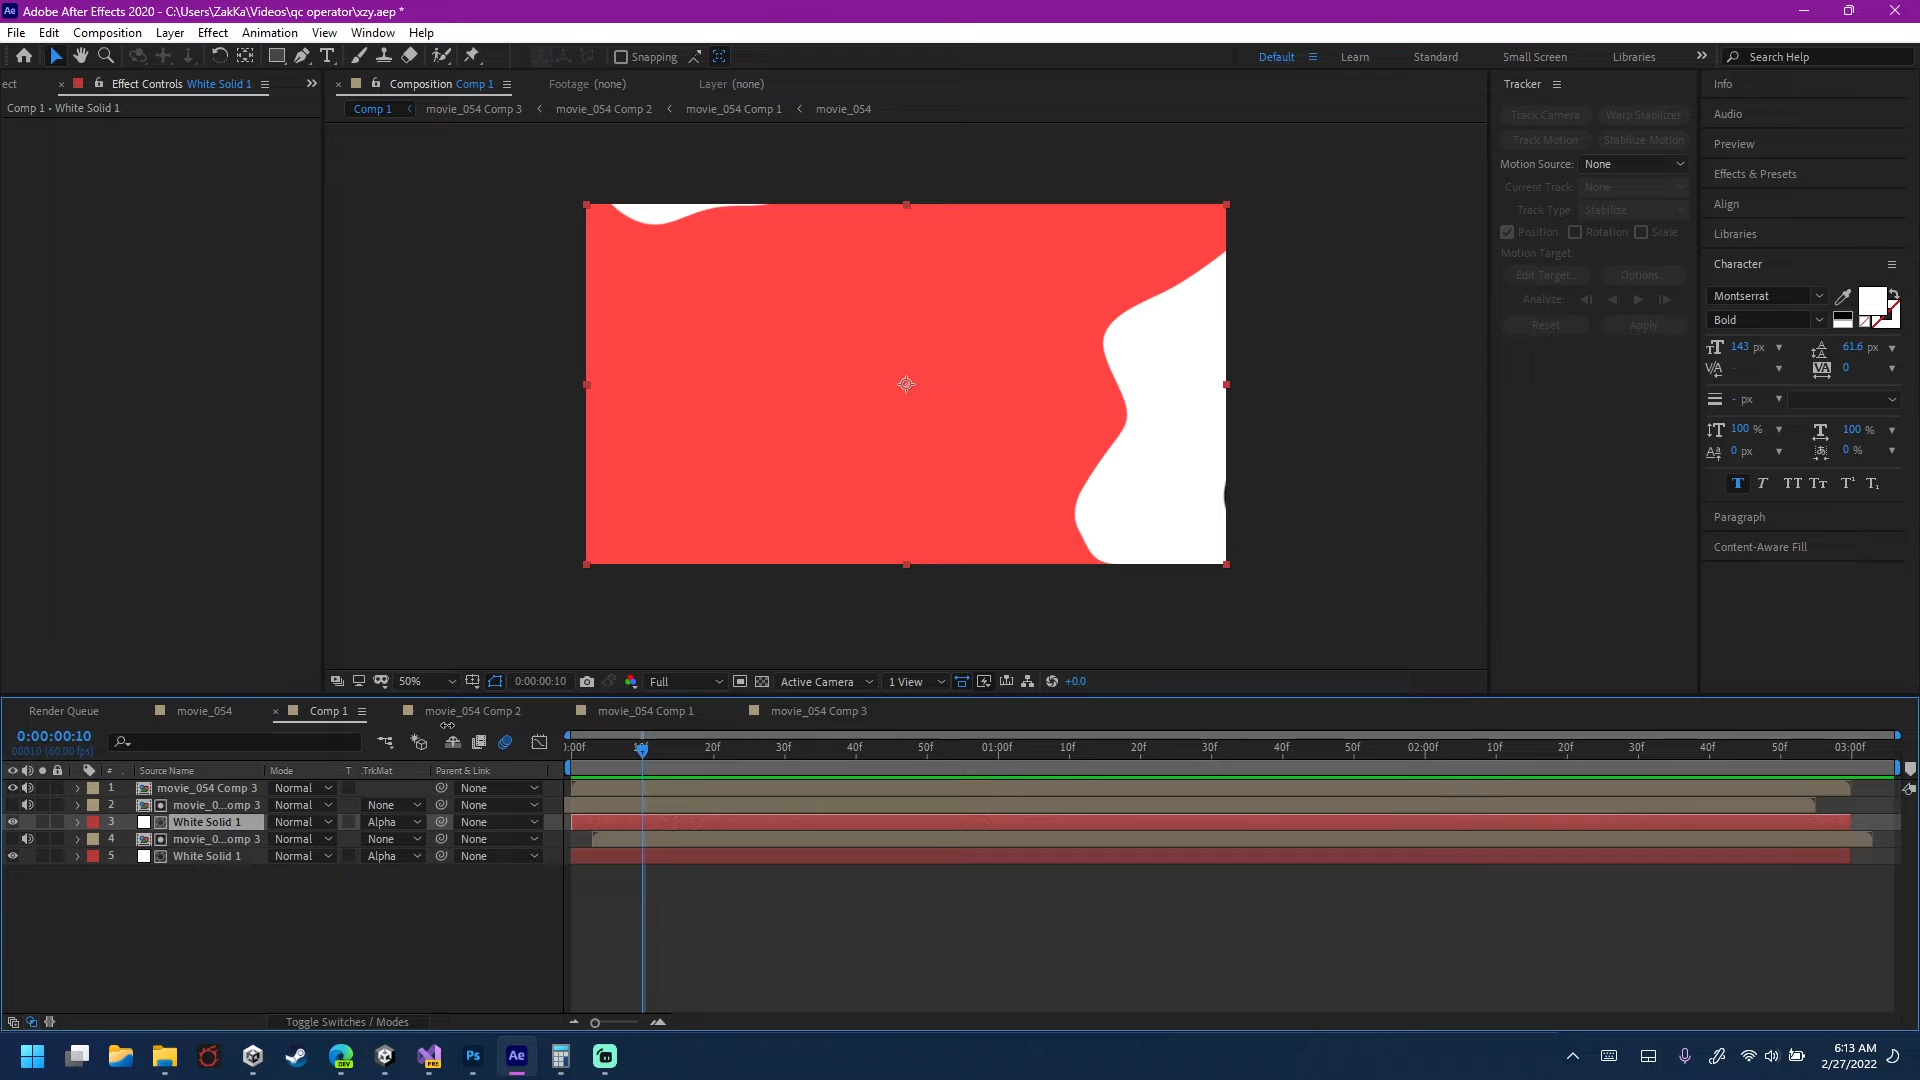 Ae Adobe After Effects 2020 - C:\Users\ZakKa\Videos\qc operator\xzy.aep *
File Edit Composition Layer Effect Animation View Window Help
Snapping Default Learn Standard Small Screen Libraries Search Help
ect Effect Controls White Solid 1 Composition Comp 1 Footage (none) Layer (none) Tracker Info
Comp 1 • White Solid 1
Comp 1 movie_054 Comp 3 movie_054 Comp 2 movie_054 Comp 1 movie_054
Track Camera Warp Stabilizer
Track Motion Stabilize Motion
Motion Source: None
Current Track: None
Track Type: Stabilize
Position Rotation Scale
Motion Target:
Edit Target... Options...
Analyze:
Reset Apply
Audio
Preview
Effects & Presets
Align
Libraries
Character
Montserrat
Bold
143 px 61.6 px
- 0
- px
100 % 100 %
0 px 0 %
T T TT Tt T¹ T₁
Paragraph
Content-Aware Fill
50% 0:00:00:10 Full Active Camera 1 View +0.0
Render Queue movie_054 Comp 1 movie_054 Comp 2 movie_054 Comp 1 movie_054 Comp 3
0:00:00:10
00010 (60.00 fps)
0:00f 10f 20f 30f 40f 50f 01:00f 10f 20f 30f 40f 50f 02:00f 10f 20f 30f 40f 50f 03:00f
# Source Name Mode T .TrkMat Parent & Link
1 movie_054 Comp 3 Normal None
2 movie_0...omp 3 Normal None None
3 White Solid 1 Normal Alpha None
4 movie_0...omp 3 Normal None None
5 White Solid 1 Normal Alpha None
Toggle Switches / Modes
DEV PRE Ps Ae
6:13 AM
2/27/2022